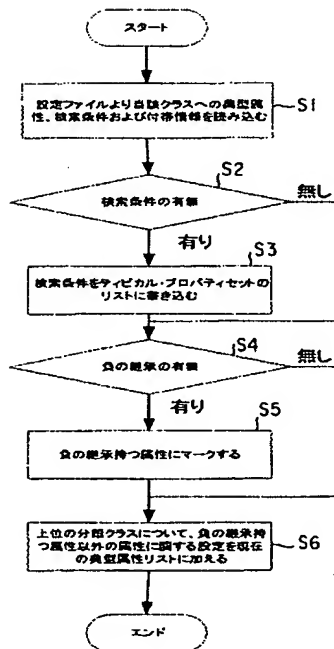 スタート
設定ファイルより当該クラスへの典型属
性、検索条件および付帯情報を読み込む
S1
S2
検索条件の有無
無し
有り
S3
検索条件をティピカル・プロパティセットの
リストに書き込む
S4
負の継承の有無
無し
有り
S5
負の継承持つ属性にマークする
上位の分類クラスについて、負の継承持
つ属性以外の属性に関する設定を現在
の典型属性リストに加える
S6
エンド